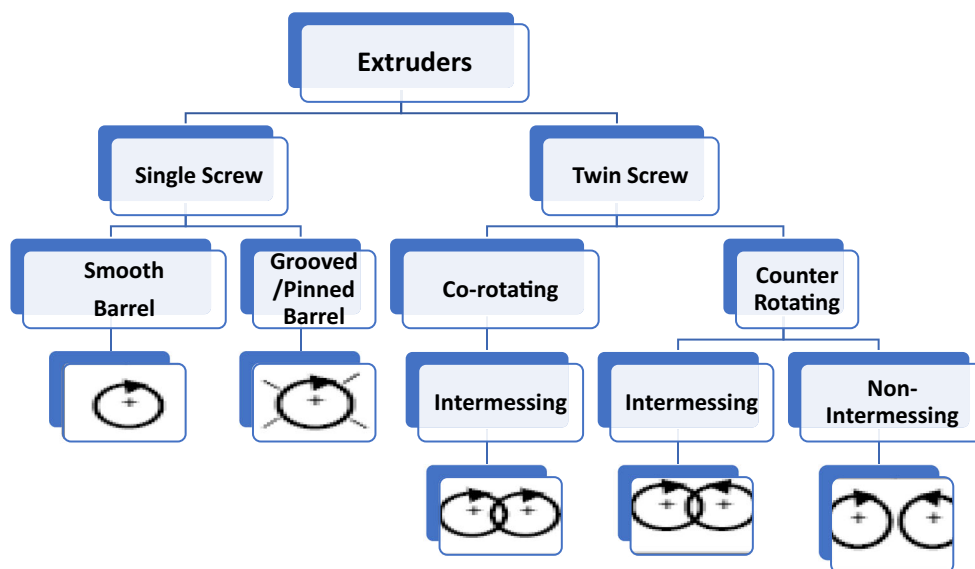 Extruders
Single Screw
Twin Screw
Smooth
Barrel
Grooved
/Pinned
Barrel
Co-rotating
Counter
Rotating
Intermessing
Intermessing
Non-
Intermessing